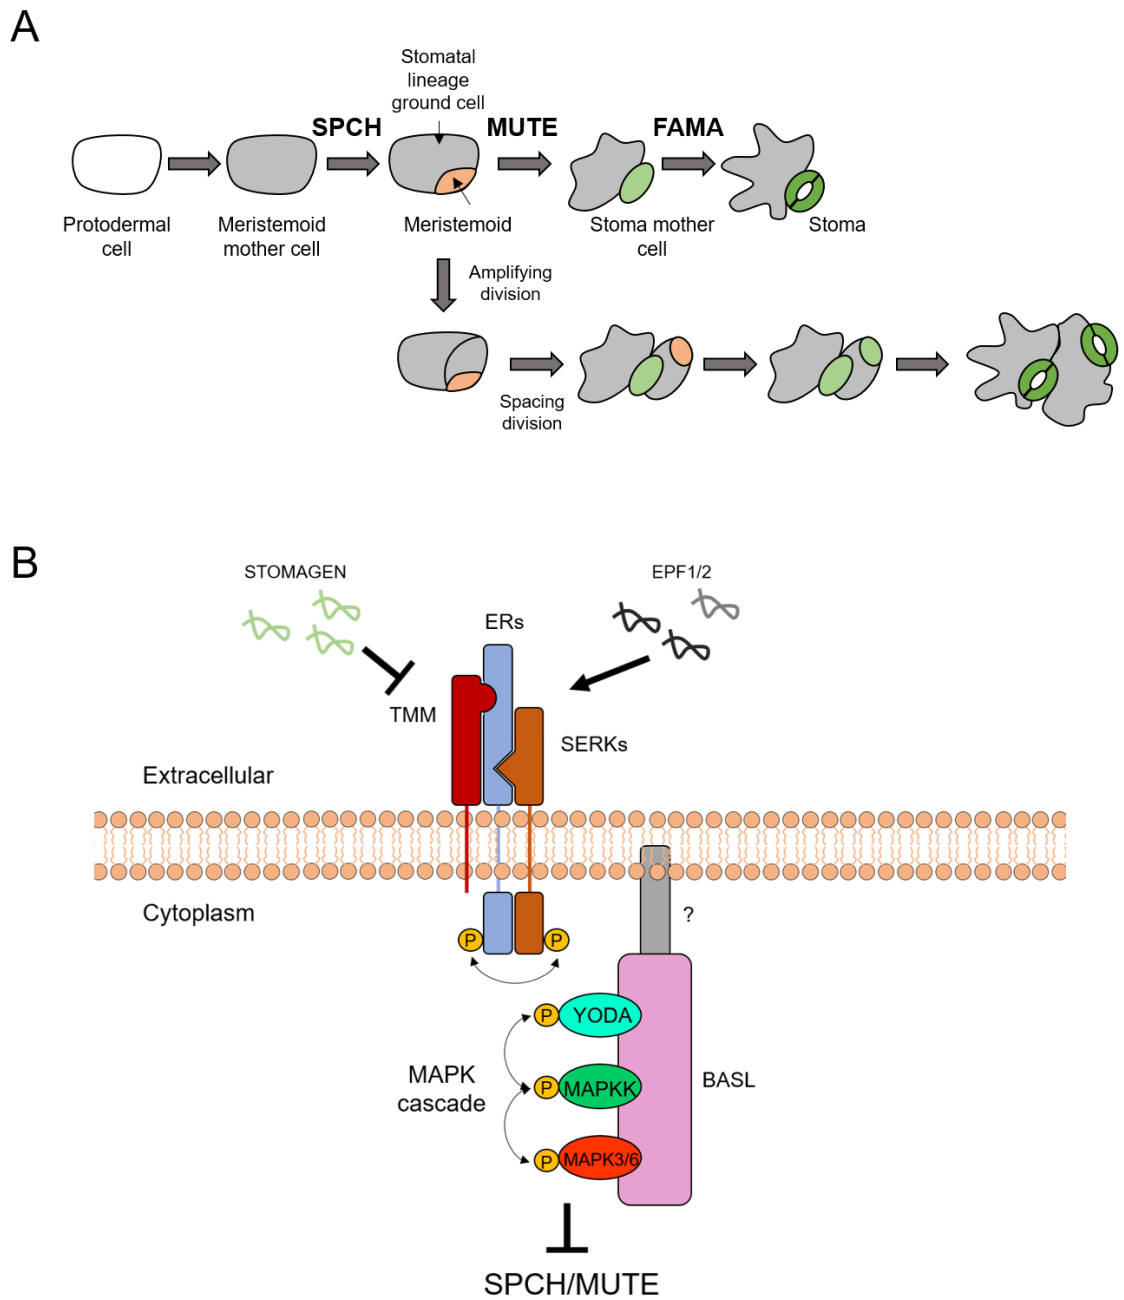 A
Stomatal
lineage
ground cell
SPCH
MUTE
FAMA
Protodermal
cell
Meristemoid
mother cell
Meristemoid
Stoma mother
cell
Stoma
Amplifying
division
Spacing
division
B
STOMAGEN
EPF1/2
ERs
TMM
SERKs
Extracellular
Cytoplasm
?
P
P
P
YODA
MAPK
cascade
P
MAPKK
BASL
P
MAPK3/6
SPCH/MUTE